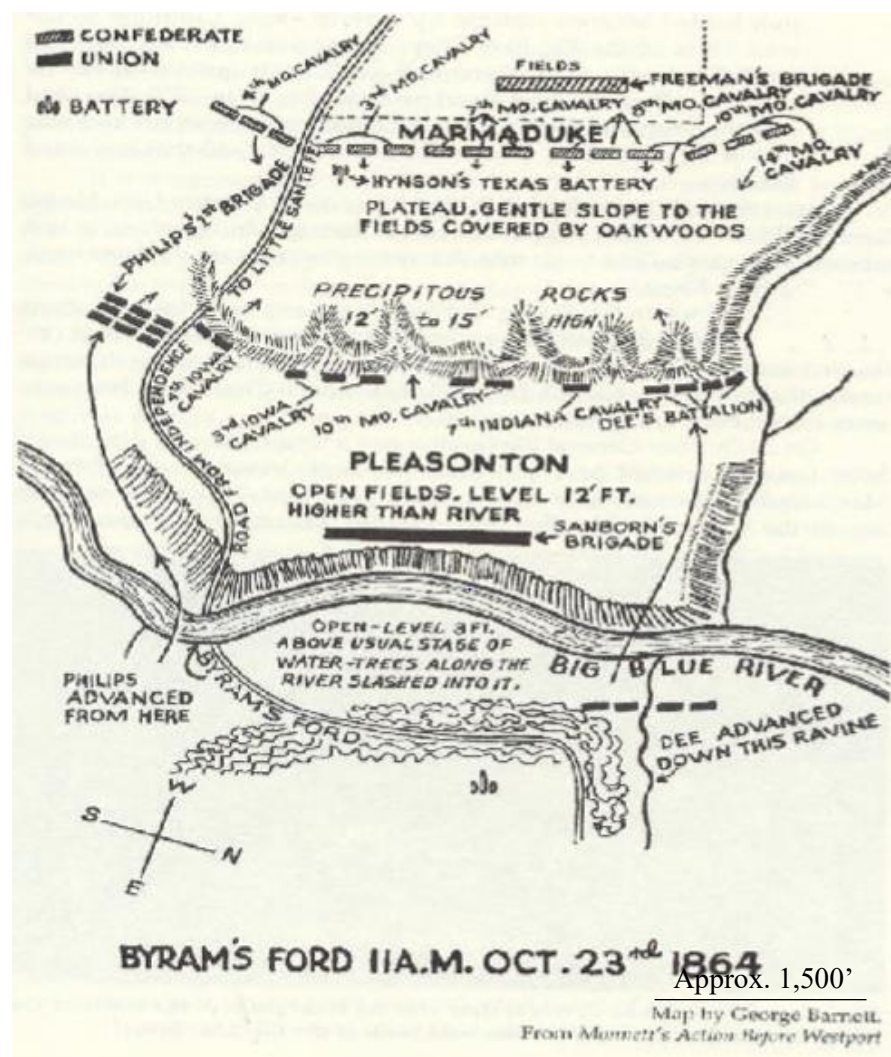 CONFEDERATE
UNION
BATTERY
4TH MO. CAVALRY
3rd MO. CAVALRY
FIELDS
FREEMAN'S BRIGADE
7th MO. CAVALRY
8th MO. CAVALRY
10th MO. CAVALRY
MARMADUKE
14th MO.
CAVALRY
HYNSON'S TEXAS BATTERY
PLATEAU. GENTLE SLOPE TO THE
FIELDS COVERED BY OAKWOODS
PHILIPS' 1st BRIGADE
TO LITTLE SANTE FE
PRECIPITOUS ROCKS
12' to 15' HIGH
ROAD FROM INDEPENDENCE
4th IOWA
CAVALRY
3rd IOWA
CAVALRY
10th MO. CAVALRY
7th INDIANA CAVALRY
DEE'S BATTALION
PLEASONTON
OPEN FIELDS. LEVEL 12' FT.
HIGHER THAN RIVER
SANBORN'S
BRIGADE
OPEN-LEVEL 3 FT.
ABOVE USUAL STAGE OF
WATER-TREES ALONG THE
RIVER SLASHED INTO IT.
BIG BLUE RIVER
PHILIPS
ADVANCED
FROM HERE
BYRAM'S FORD
DEE ADVANCED
DOWN THIS RAVINE
W
S
N
E
BYRAM'S FORD 11A.M. OCT. 23rd 1864
Approx. 1,500’
Map by George Barnett.
From Monnett's Action Before Westport